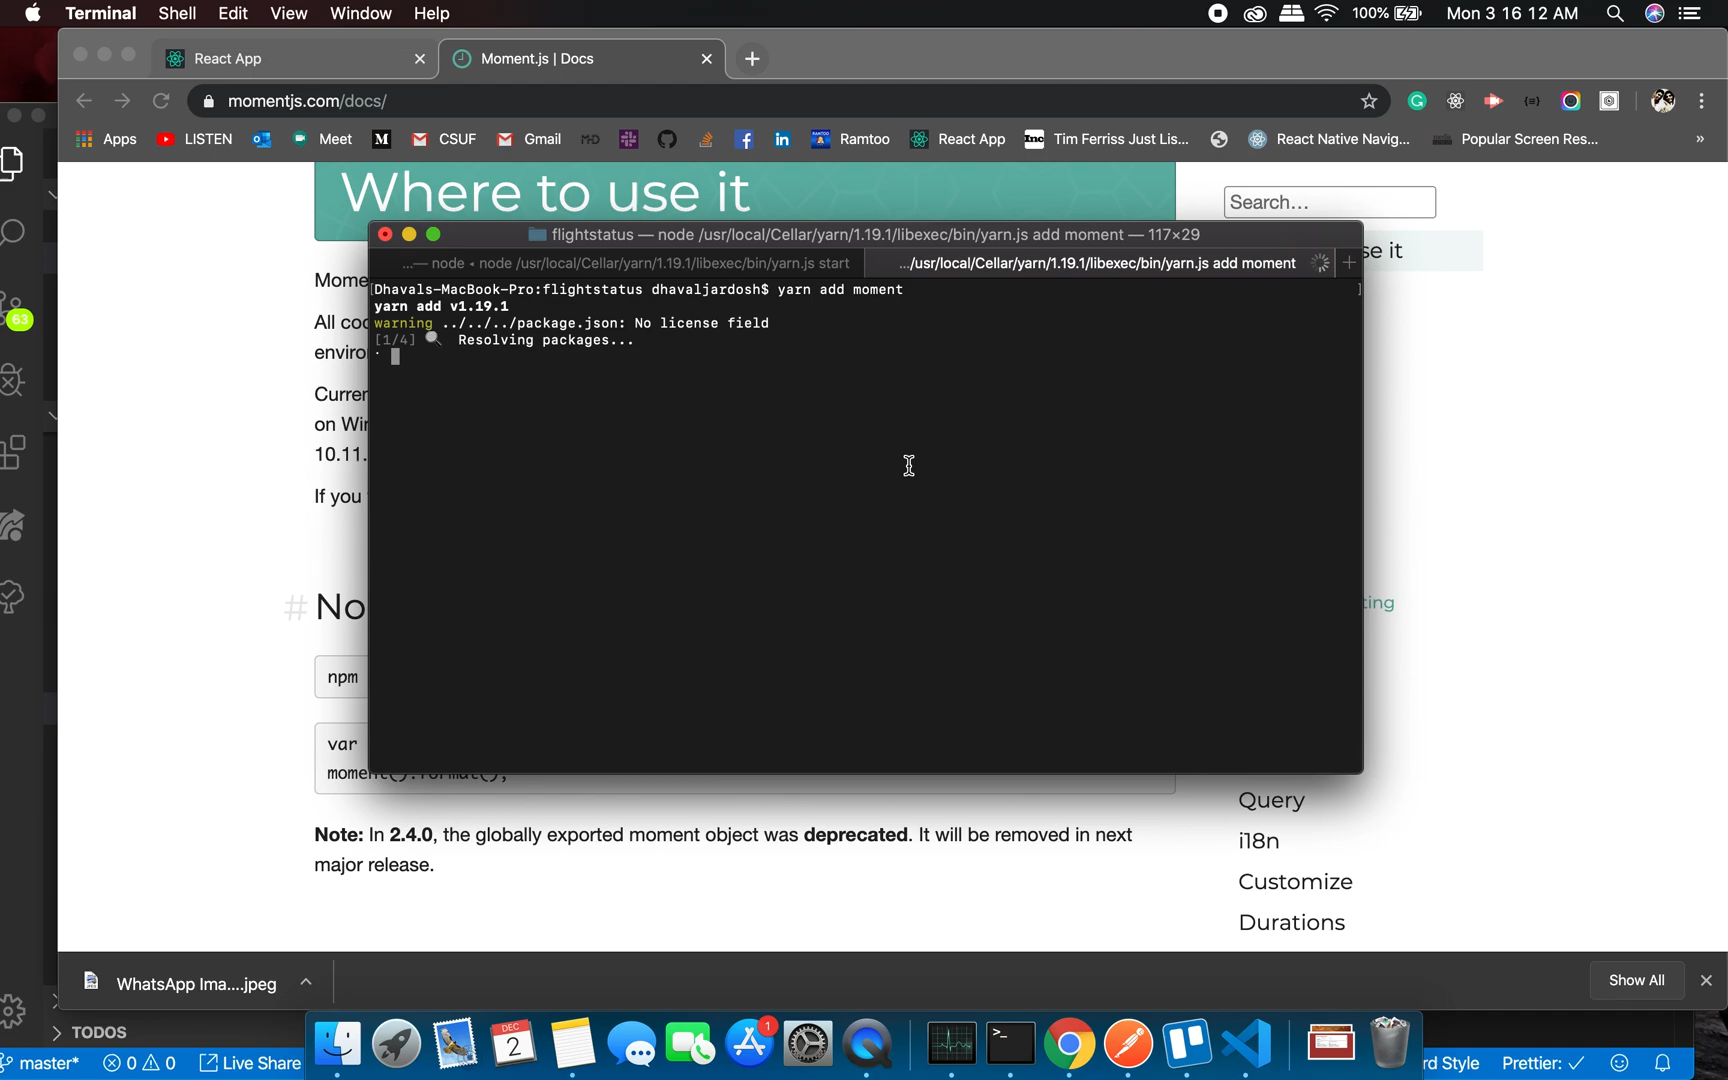 Terminal Shell Edit View Window Help 100% Mon 3 16 12 AM
React App Moment.js | Docs
momentjs.com/docs/
Apps LISTEN Meet CSUF Gmail Ramtoo React App Inc Tim Ferriss Just Lis... React Native Navig... Popular Screen Res... »
Where to use it
Search...
se it
flightstatus — node /usr/local/Cellar/yarn/1.19.1/libexec/bin/yarn.js add moment — 117×29
...— node ◂ node /usr/local/Cellar/yarn/1.19.1/libexec/bin/yarn.js start .../usr/local/Cellar/yarn/1.19.1/libexec/bin/yarn.js add moment
[Dhavals-MacBook-Pro:flightstatus dhavaljardosh$ yarn add moment ]
yarn add v1.19.1
warning ../../../package.json: No license field
[1/4] Resolving packages...
Mome
All co
enviro
Curre
on Wi
10.11.
If you
63
# No
ting
npm
var
moment().format();
Query
Note: In 2.4.0, the globally exported moment object was deprecated. It will be removed in next
major release.
i18n
Customize
Durations
WhatsApp Ima....jpeg Show All
TODOS
DEC
2
1
master* 0 0 Live Share rd Style Prettier: ✓